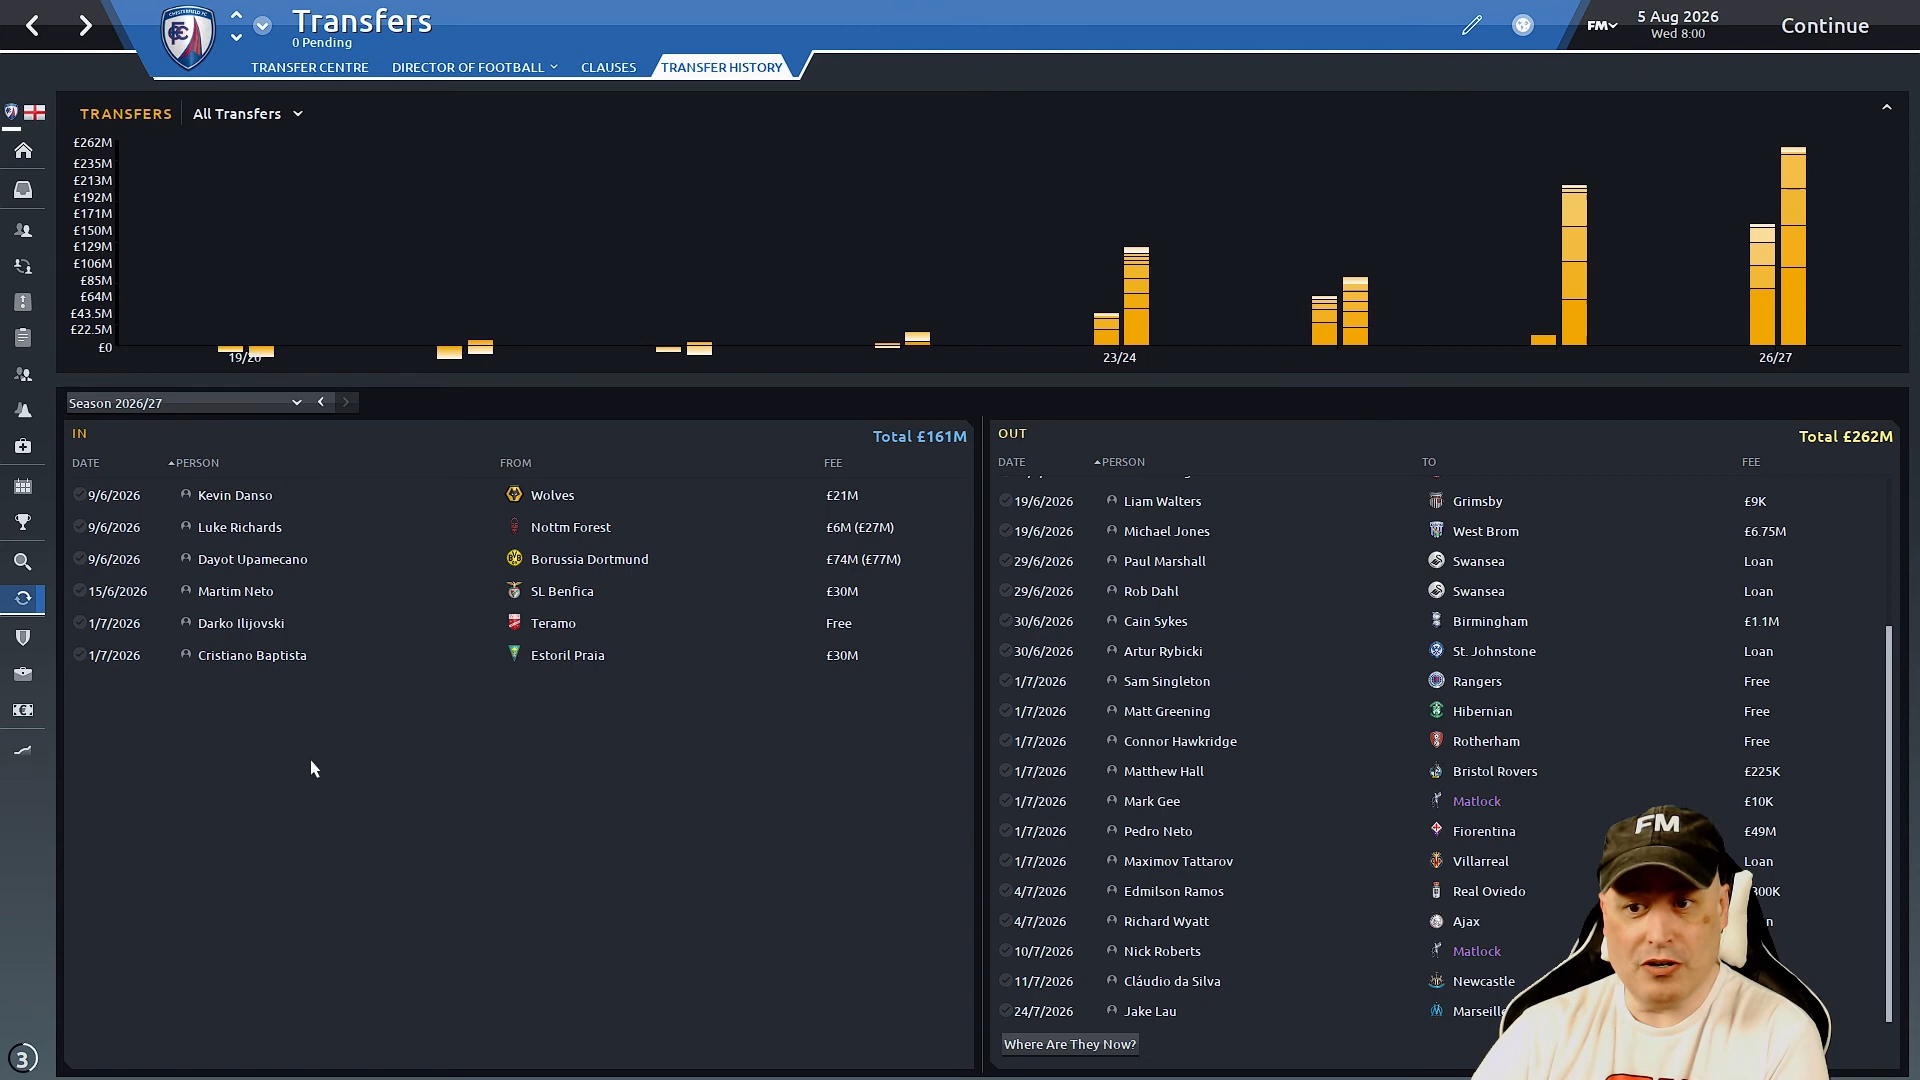 Transfers
0 Pending
FM
5 Aug 2026
Wed 8:00
Continue
TRANSFER CENTRE
DIRECTOR OF FOOTBALL
CLAUSES
TRANSFER HISTORY
TRANSFERS
All Transfers
£262M
£235M
£213M
£192M
£171M
£150M
£129M
£106M
£85M
£64M
£43.5M
£22.5M
£0
19/20
23/24
26/27
Season 2026/27
IN
Total £161M
DATE PERSON FROM FEE
9/6/2026 Kevin Danso Wolves £21M
9/6/2026 Luke Richards Nottm Forest £6M (£27M)
9/6/2026 Dayot Upamecano Borussia Dortmund £74M (£77M)
15/6/2026 Martim Neto SL Benfica £30M
1/7/2026 Darko Ilijovski Teramo Free
1/7/2026 Cristiano Baptista Estoril Praia £30M
OUT
Total £262M
DATE PERSON TO FEE
19/6/2026 Liam Walters Grimsby £9K
19/6/2026 Michael Jones West Brom £6.75M
29/6/2026 Paul Marshall Swansea Loan
29/6/2026 Rob Dahl Swansea Loan
30/6/2026 Cain Sykes Birmingham £1.1M
30/6/2026 Artur Rybicki St. Johnstone Loan
1/7/2026 Sam Singleton Rangers Free
1/7/2026 Matt Greening Hibernian Free
1/7/2026 Connor Hawkridge Rotherham Free
1/7/2026 Matthew Hall Bristol Rovers £225K
1/7/2026 Mark Gee Matlock £10K
1/7/2026 Pedro Neto Fiorentina £49M
1/7/2026 Maximov Tattarov Villarreal Loan
4/7/2026 Edmilson Ramos Real Oviedo
4/7/2026 Richard Wyatt Ajax
10/7/2026 Nick Roberts Matlock
11/7/2026 Cláudio da Silva Newcastle
24/7/2026 Jake Lau
Where Are They Now?
FM
3